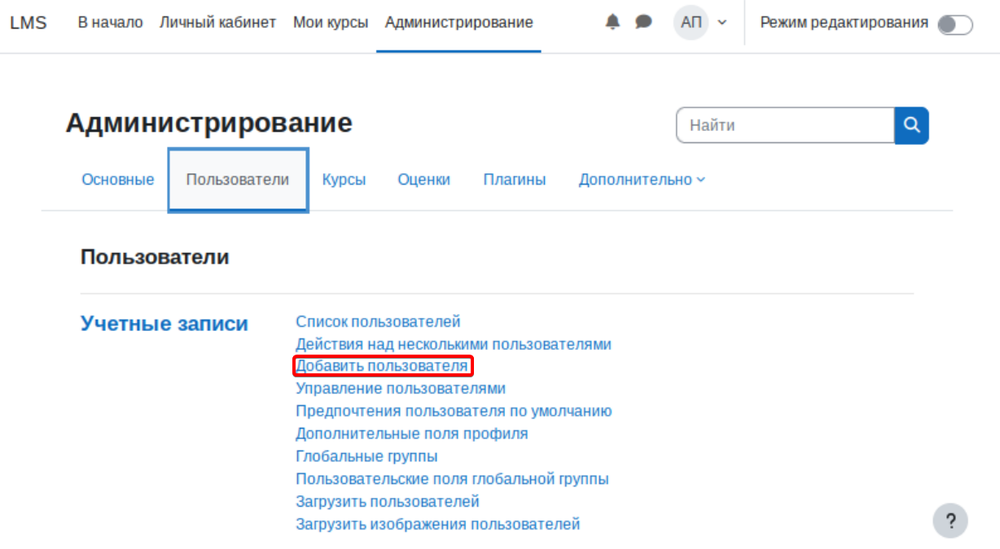 LMS В начало Личный кабинет Мои курсы Администрирование АП Режим редактирования
Администрирование
Найти
Основные Пользователи Курсы Оценки Плагины Дополнительно
Пользователи
Учетные записи
Список пользователей
Действия над несколькими пользователями
Добавить пользователя
Управление пользователями
Предпочтения пользователя по умолчанию
Дополнительные поля профиля
Глобальные группы
Пользовательские поля глобальной группы
Загрузить пользователей
Загрузить изображения пользователей
?